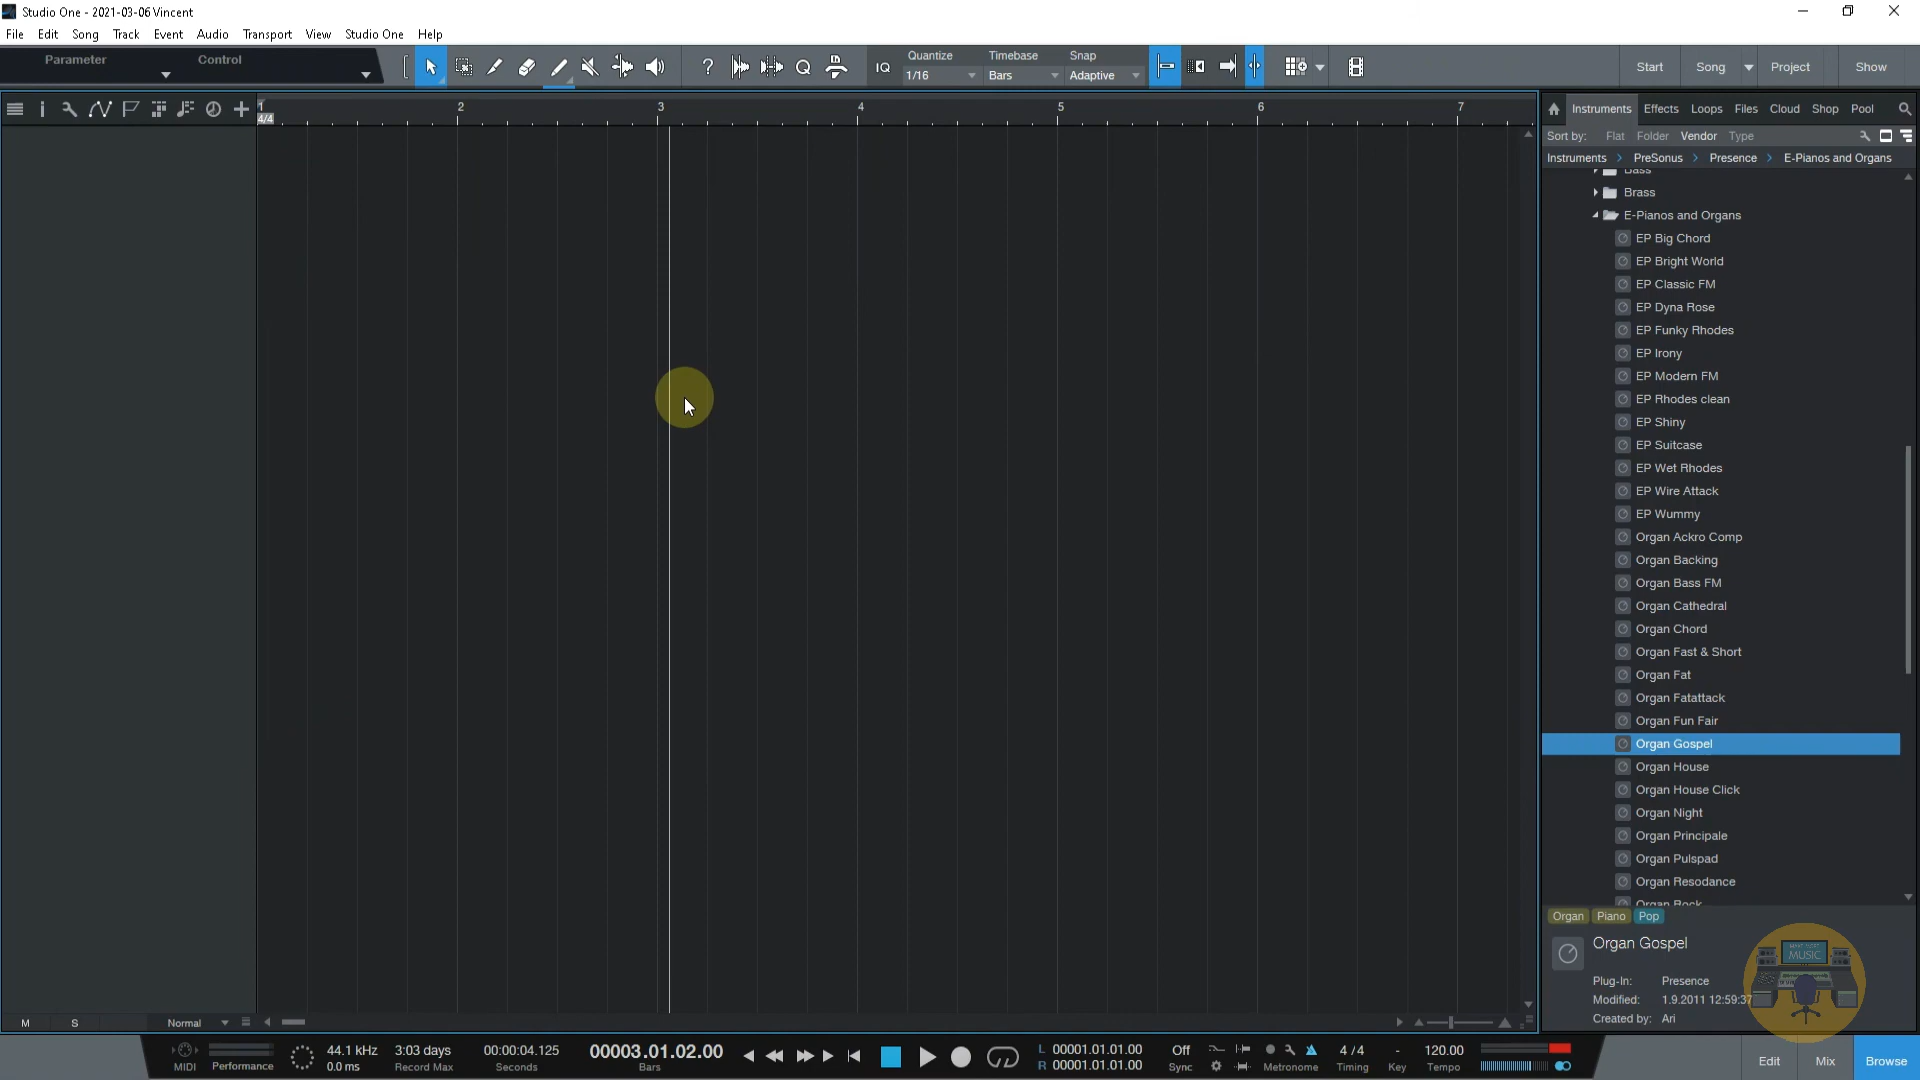 Studio One - 2021-03-06 Vincent
File Edit Song Track Event Audio Transport View Studio One Help
Parameter Control
IQ Quantize 1/16 Timebase Bars Snap Adaptive
Start Song Project Show
1 2 3 4 5 6 7
4/4
Instruments Effects Loops Files Cloud Shop Pool
Sort by: Flat Folder Vendor Type
Instruments PreSonus Presence E-Pianos and Organs
Bass
Brass
E-Pianos and Organs
EP Big Chord
EP Bright World
EP Classic FM
EP Dyna Rose
EP Funky Rhodes
EP Irony
EP Modern FM
EP Rhodes clean
EP Shiny
EP Suitcase
EP Wet Rhodes
EP Wire Attack
EP Wummy
Organ Ackro Comp
Organ Backing
Organ Bass FM
Organ Cathedral
Organ Chord
Organ Fast & Short
Organ Fat
Organ Fatattack
Organ Fun Fair
Organ Gospel
Organ House
Organ House Click
Organ Night
Organ Principale
Organ Pulspad
Organ Resodance
Organ Rock
Organ Piano Pop
Organ Gospel
Plug-In: Presence
Modified: 1.9.2011 12:59:37
Created by: Ari
MAKE MORE MUSIC
M S Normal
MIDI Performance
44.1 kHz 0.0 ms
3:03 days Record Max
00:00:04.125 Seconds
00003.01.02.00 Bars
L 00001.01.01.00
R 00001.01.01.00
Off Sync
Metronome
4 / 4 Timing
- Key
120.00 Tempo
Edit Mix Browse